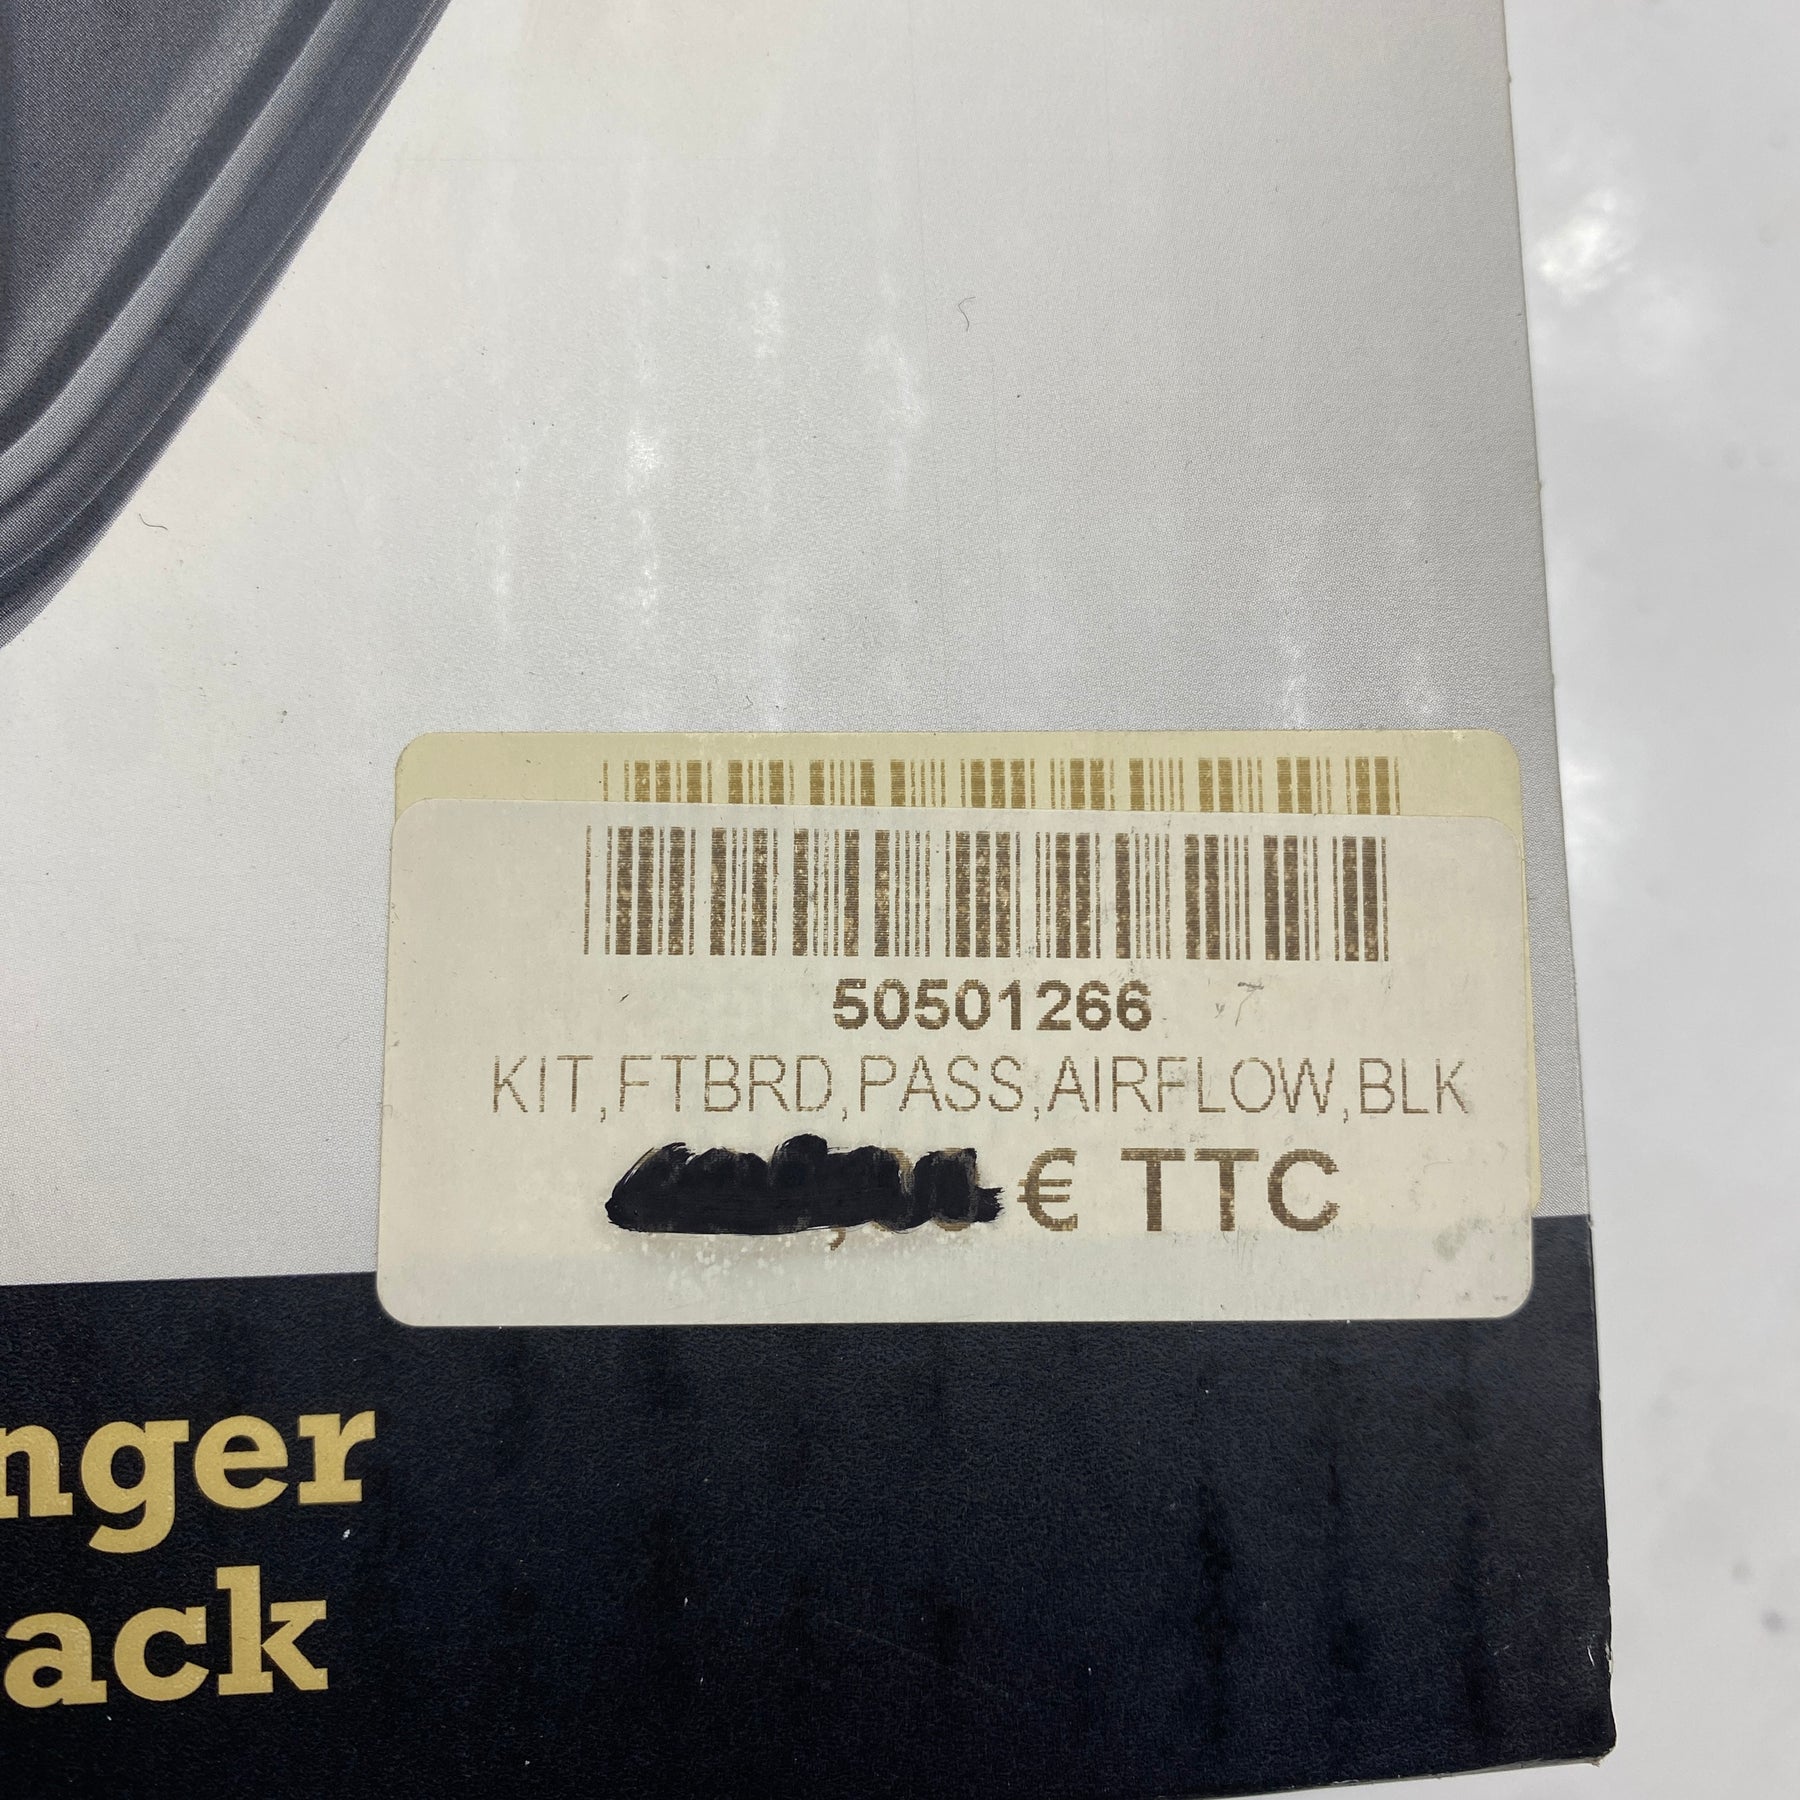 50501266
KIT,FTBRD,PASS,AIRFLOW,BLK
€ TTC
nger
ack